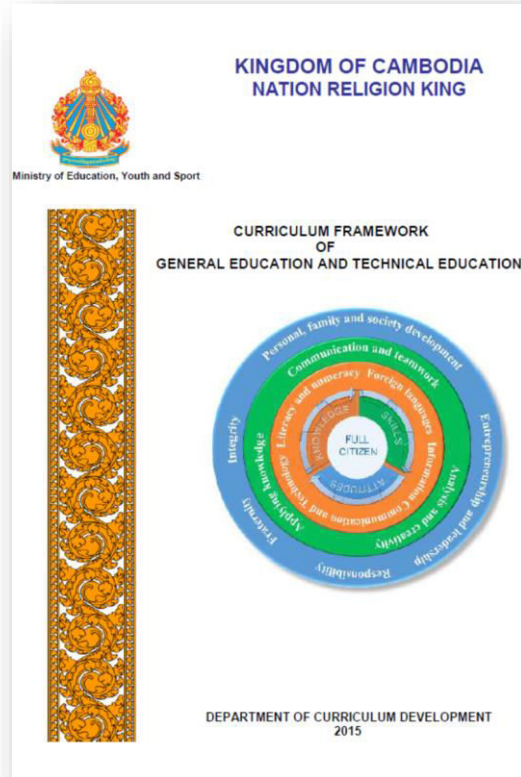 KINGDOM OF CAMBODIA
NATION RELIGION KING
Ministry of Education, Youth and Sport
CURRICULUM FRAMEWORK
OF
GENERAL EDUCATION AND TECHNICAL EDUCATION
Personal, family and society development
Entrepreneurship and leadership
Responsibility
Fraternity
Integrity
Communication and teamwork
Analysis and creativity
Applying knowledge
Literacy and numeracy
Foreign languages
Information Communication and Technology
KNOWLEDGE
SKILLS
ATTITUDES
FULL
CITIZEN
DEPARTMENT OF CURRICULUM DEVELOPMENT
2015